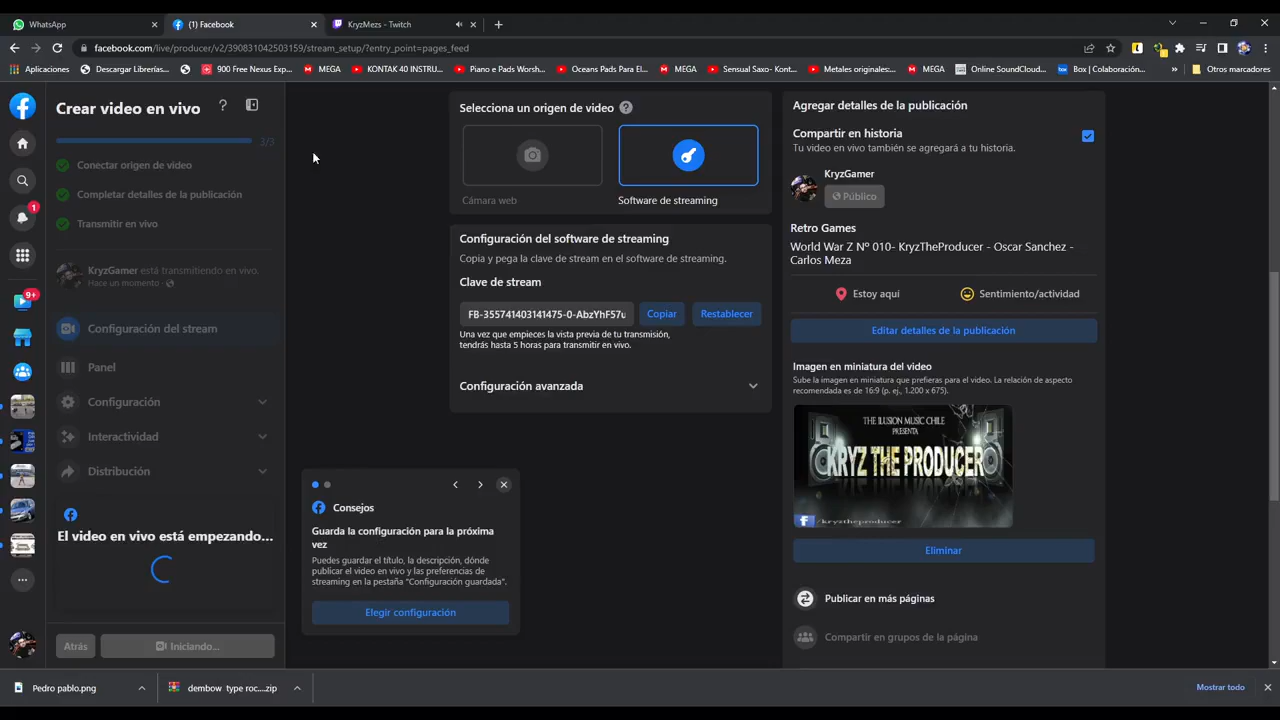 WhatsApp
(1) Facebook
KryzMezs - Twitch
facebook.com/live/producer/v2/390831042503159/stream_setup/?entry_point=pages_feed
Aplicaciones
Descargar Librerías...
900 Free Nexus Exp...
MEGA
KONTAK 40 INSTRU...
Piano e Pads Worsh...
Oceans Pads Para El...
MEGA
Sensual Saxo- Kont...
Metales originales:...
MEGA
Online SoundCloud...
Box | Colaboración...
»
Otros marcadores
Crear video en vivo
3/3
Conectar origen de video
Completar detalles de la publicación
Transmitir en vivo
KryzGamer está transmitiendo en vivo.
Hace un momento ·
Configuración del stream
Panel
Configuración
Interactividad
Distribución
El video en vivo está empezando...
Atrás
Iniciando...
1
9+
Selecciona un origen de video
Cámara web
Software de streaming
Configuración del software de streaming
Copia y pega la clave de stream en el software de streaming.
Clave de stream
FB-355741403141475-0-AbzYhF57u
Copiar
Restablecer
Una vez que empieces la vista previa de tu transmisión,
tendrás hasta 5 horas para transmitir en vivo.
Configuración avanzada
Consejos
Guarda la configuración para la próxima
vez
Puedes guardar el título, la descripción, dónde
publicar el video en vivo y las preferencias de
streaming en la pestaña "Configuración guardada".
Elegir configuración
Agregar detalles de la publicación
Compartir en historia
Tu video en vivo también se agregará a tu historia.
KryzGamer
Público
Retro Games
World War Z Nº 010- KryzTheProducer - Oscar Sanchez -
Carlos Meza
Estoy aquí
Sentimiento/actividad
Editar detalles de la publicación
Imagen en miniatura del video
Sube la imagen en miniatura que prefieras para el video. La relación de aspecto
recomendada es de 16:9 (p. ej., 1.200 x 675).
THE ILUSION MUSIC CHILE
PRESENTA
KRYZ THE PRODUCER
f /kryztheproducer
Eliminar
Publicar en más páginas
Compartir en grupos de la página
Pedro pablo.png
dembow type roc....zip
Mostrar todo